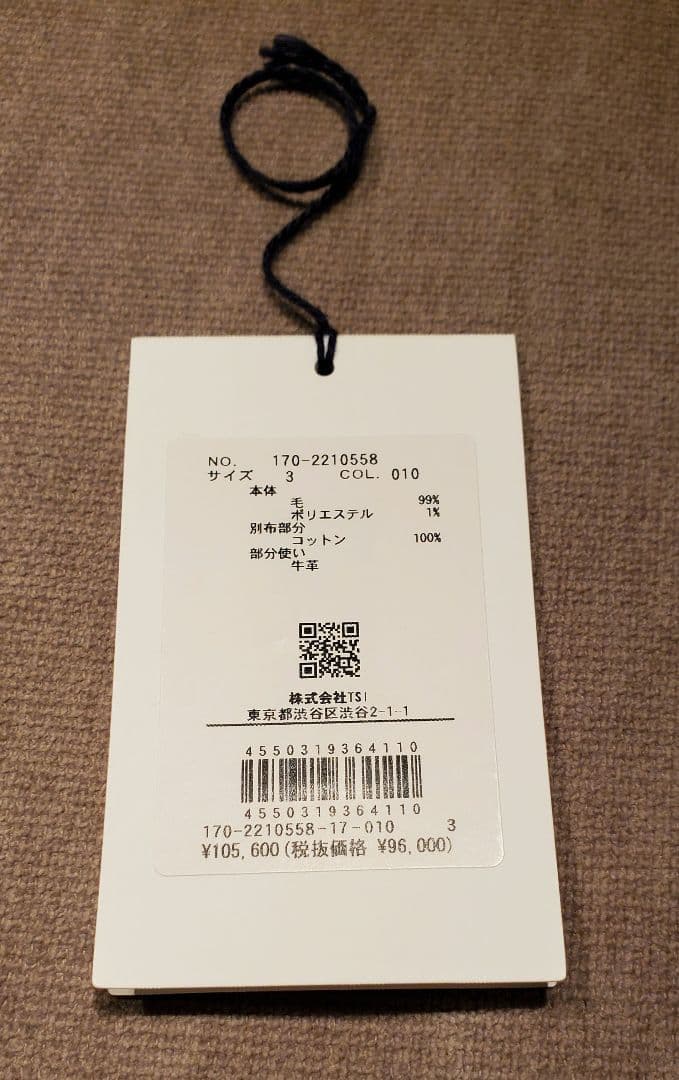 NO. 170-2210558
サイズ 3 COL. 010
本体
毛 99%
ポリエステル 1%
別布部分
コットン 100%
部分使い
牛革
株式会社TSI
東京都渋谷区渋谷2-1-1
4550319364110
4550319364110
170-2210558-17-010 3
¥105,600(税抜価格 ¥96,000)